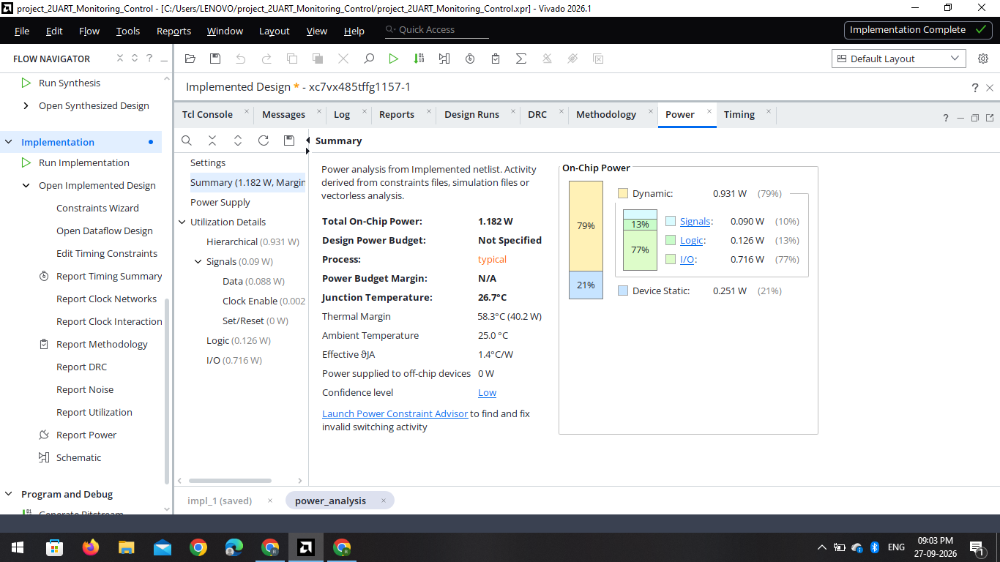 project_2UART_Monitoring_Control - [C:/Users/LENOVO/project_2UART_Monitoring_Control/project_2UART_Monitoring_Control.xpr] - Vivado 2026.1
File Edit Flow Tools Reports Window Layout View Help Quick Access Implementation Complete
FLOW NAVIGATOR
Default Layout
Run Synthesis
Open Synthesized Design
Implementation
Run Implementation
Open Implemented Design
Constraints Wizard
Open Dataflow Design
Edit Timing Constraints
Report Timing Summary
Report Clock Networks
Report Clock Interaction
Report Methodology
Report DRC
Report Noise
Report Utilization
Report Power
Schematic
Program and Debug
Generate Bitstream
Implemented Design * - xc7vx485tffg1157-1
Tcl Console Messages Log Reports Design Runs DRC Methodology Power Timing
Settings
Summary (1.182 W, Margin
Power Supply
Utilization Details
Hierarchical (0.931 W)
Signals (0.09 W)
Data (0.088 W)
Clock Enable (0.002
Set/Reset (0 W)
Logic (0.126 W)
I/O (0.716 W)
Summary
Power analysis from Implemented netlist. Activity
derived from constraints files, simulation files or
vectorless analysis.
Total On-Chip Power: 1.182 W
Design Power Budget: Not Specified
Process: typical
Power Budget Margin: N/A
Junction Temperature: 26.7°C
Thermal Margin 58.3°C (40.2 W)
Ambient Temperature 25.0 °C
Effective ϑJA 1.4°C/W
Power supplied to off-chip devices 0 W
Confidence level Low
Launch Power Constraint Advisor to find and fix
invalid switching activity
On-Chip Power
79%
21%
Dynamic: 0.931 W (79%)
13%
77%
Signals: 0.090 W (10%)
Logic: 0.126 W (13%)
I/O: 0.716 W (77%)
Device Static: 0.251 W (21%)
impl_1 (saved) power_analysis
ENG
09:03 PM
27-09-2026
1